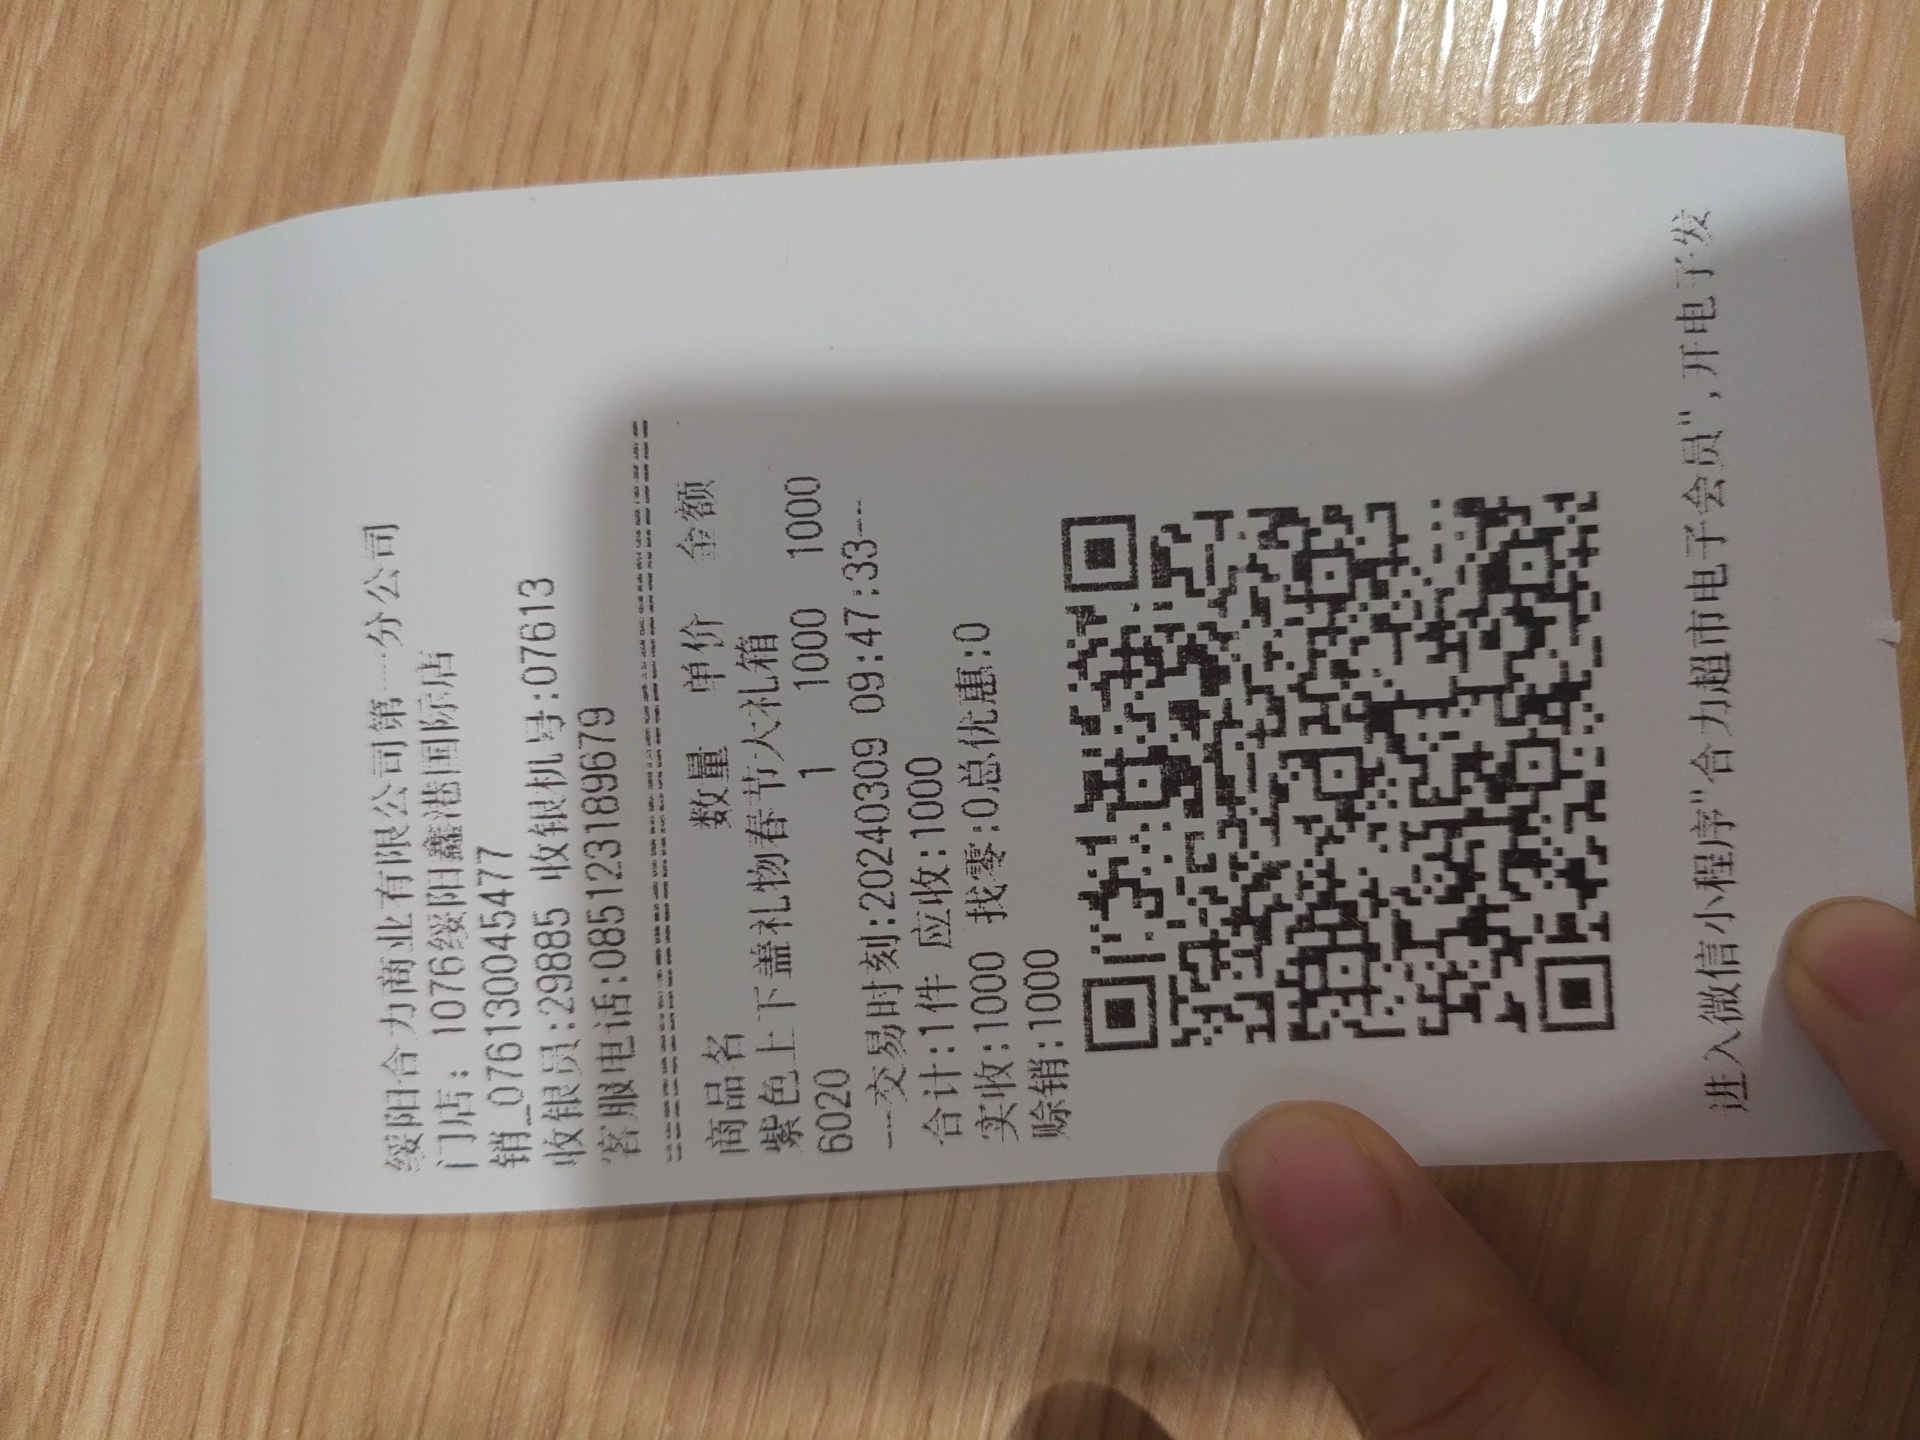 绥阳合力商业有限公司第一分公司
门店: 1076绥阳鑫港国际店
销_076130045477
收银员:29885 收银机号:07613
客服电话:085123189679
商品名 数量 单价 金额
紫色上下盖礼物春节大礼箱
6020 1 1000 1000
---交易时刻:20240309 09:47:33--
合计:1件 应收:1000
实收:1000 找零:0总优惠:0
赊销:1000
进入微信小程序"合力超市电子会员",开电子发